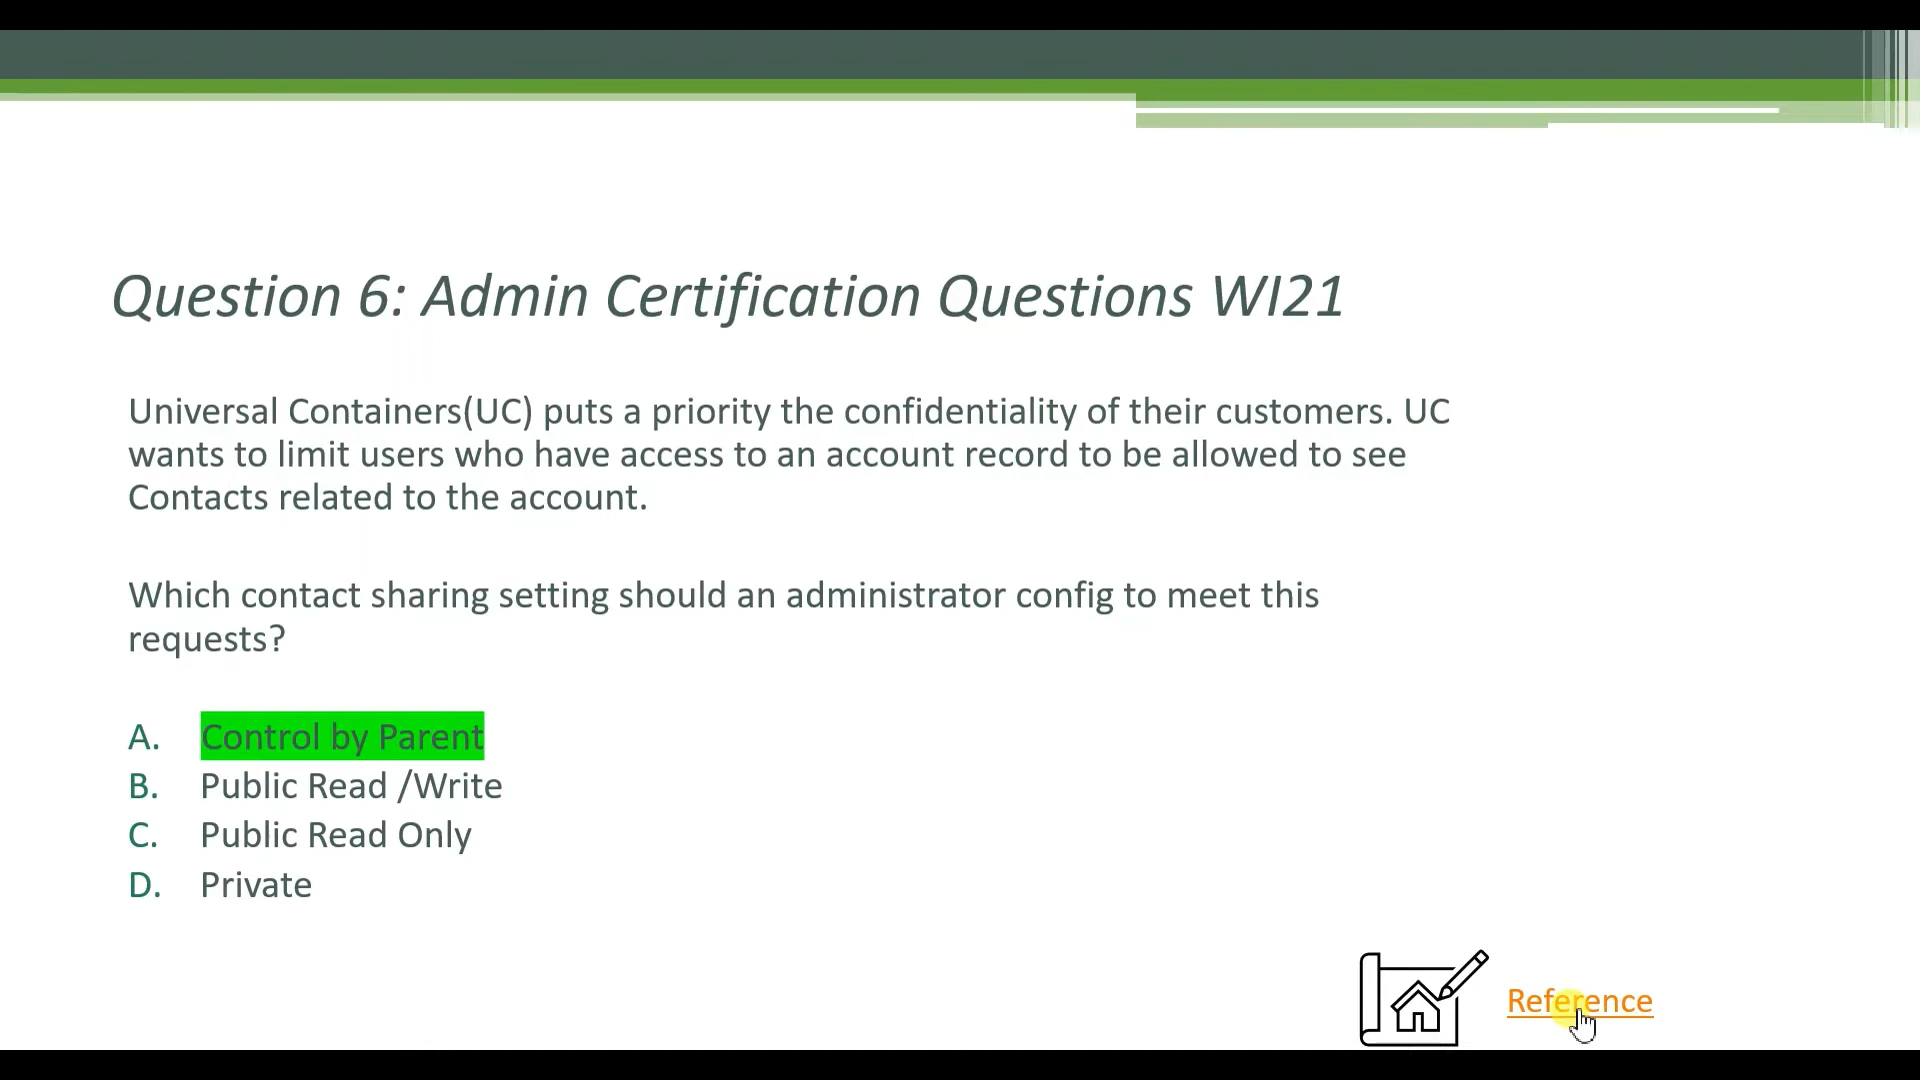 Question 6: Admin Certification Questions WI21
Universal Containers(UC) puts a priority the confidentiality of their customers. UC
wants to limit users who have access to an account record to be allowed to see
Contacts related to the account.
Which contact sharing setting should an administrator config to meet this
requests?
A. Control by Parent
B. Public Read /Write
C. Public Read Only
D. Private
Reference